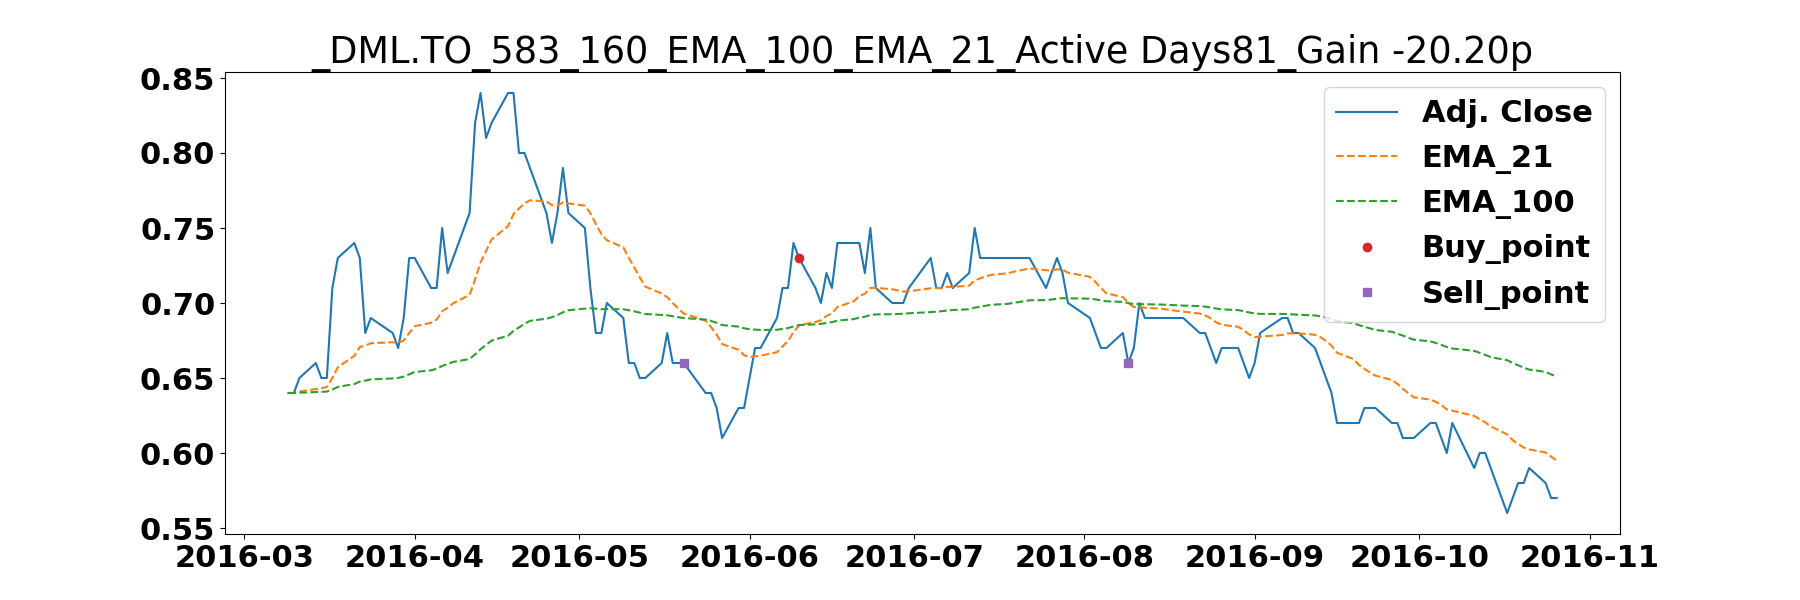 _DML.TO_583_160_EMA_100_EMA_21_Active Days81_Gain -20.20p
0.85
0.80
0.75
0.70
0.65
0.60
0.55
2016-03 2016-04 2016-05 2016-06 2016-07 2016-08 2016-09 2016-10 2016-11
Adj. Close
EMA_21
EMA_100
Buy_point
Sell_point